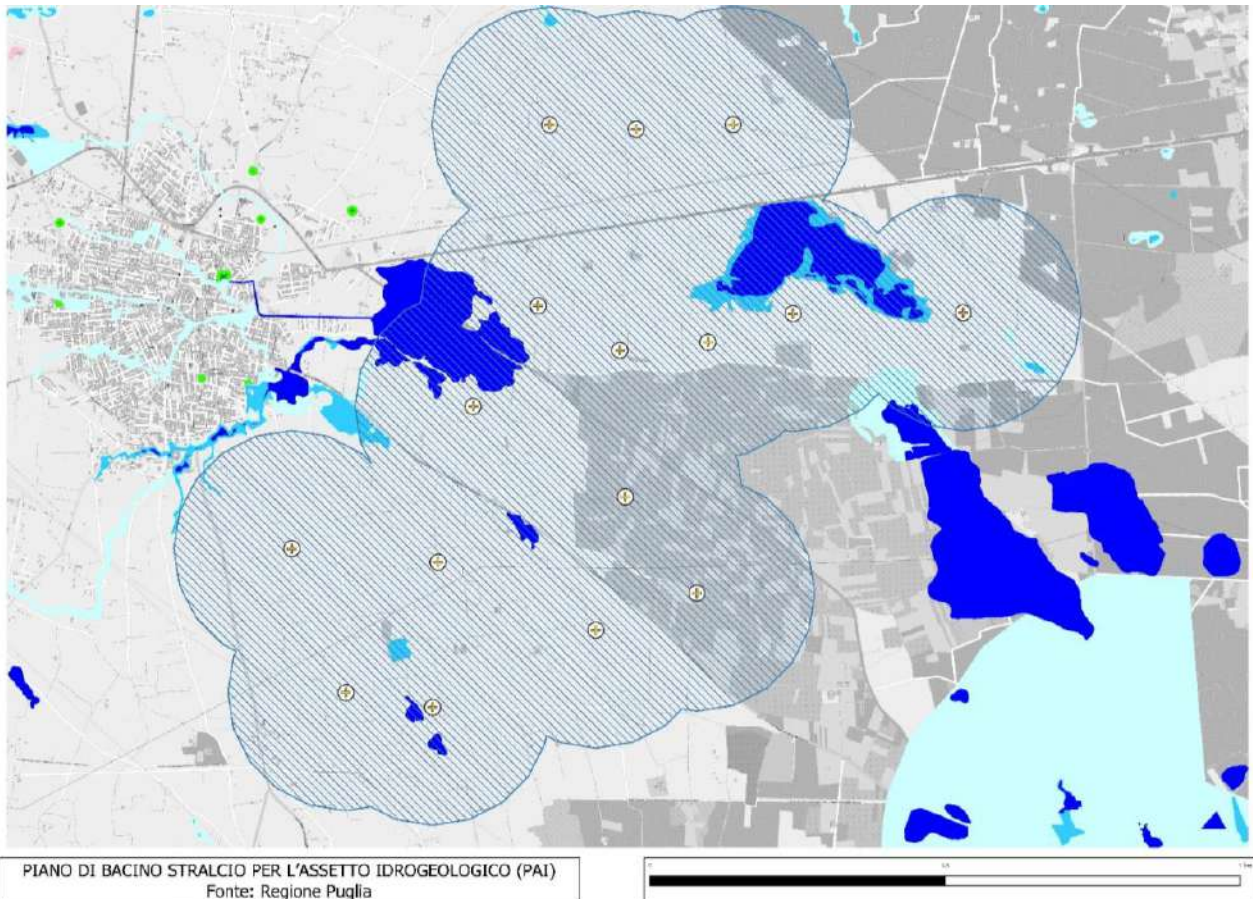 PIANO DI BACINO STRALCIO PER L'ASSETTO IDROGEOLOGICO (PAI)
Fonte: Regione Puglia